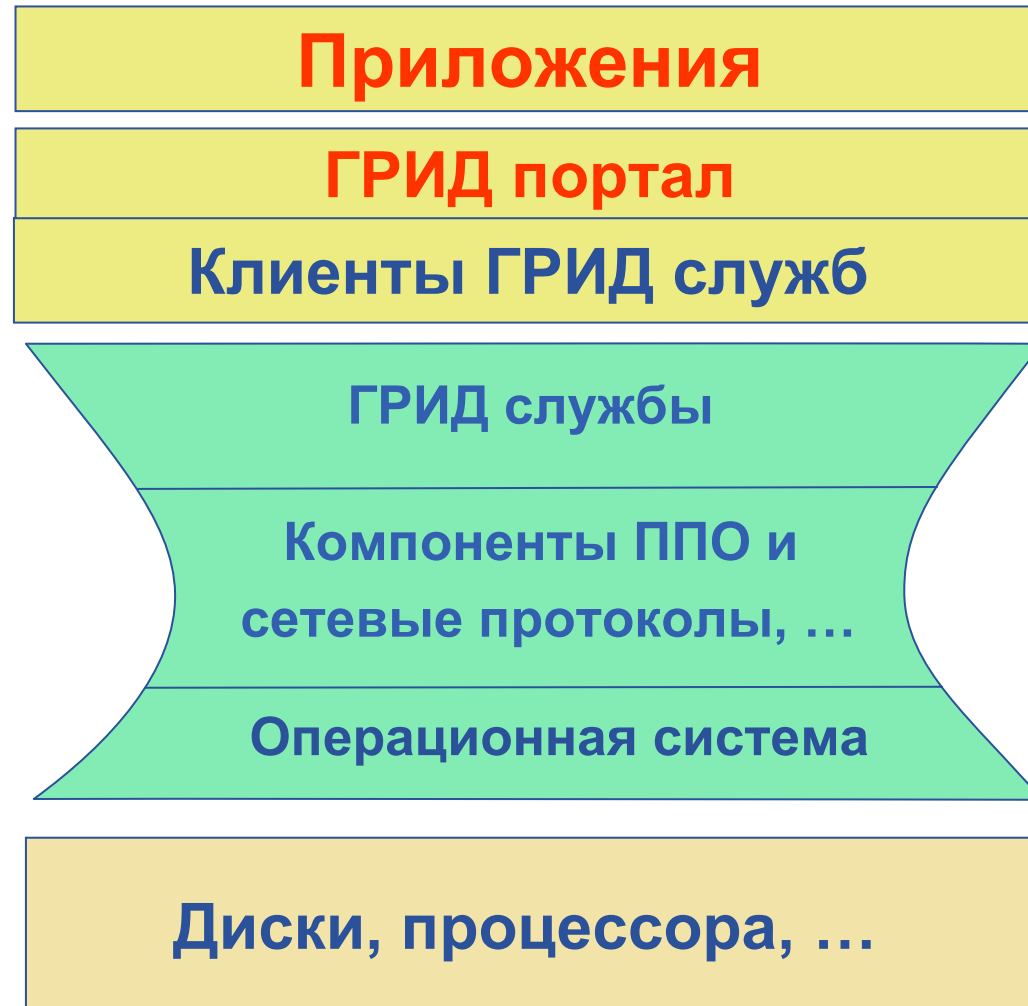 Приложения
ГРИД портал
Клиенты ГРИД служб
ГРИД службы
Компоненты ППО и
сетевые протоколы, …
Операционная система
Диски, процессора, …